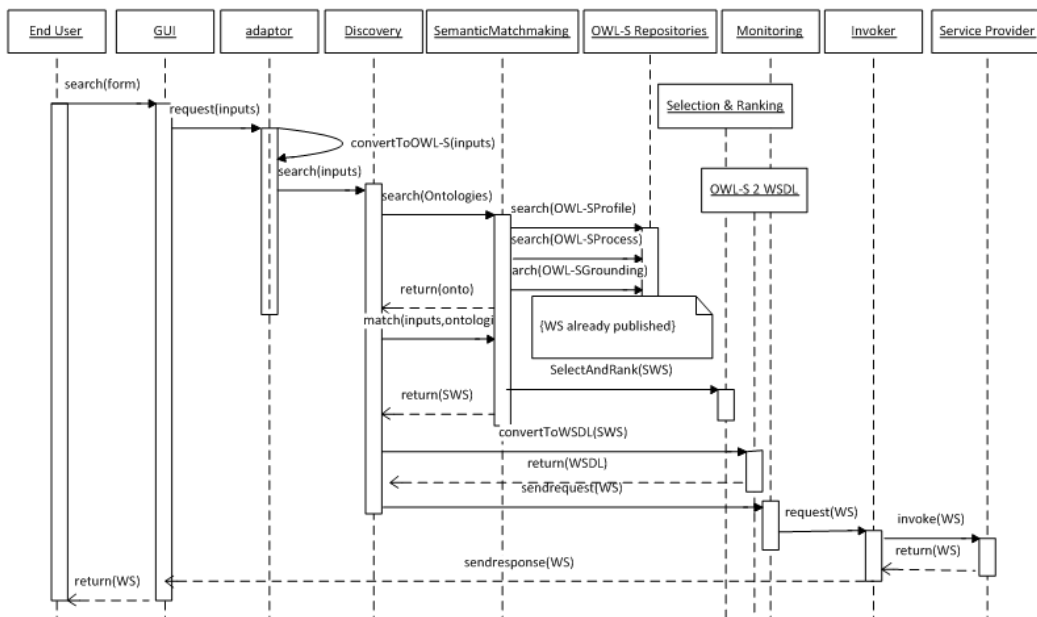 End User
GUI
adaptor
Discovery
SemanticMatchmaking
OWL-S Repositories
Monitoring
Invoker
Service Provider
search(form)
Selection & Ranking
request(inputs)
convertToOWL-S(inputs)
search(inputs)
OWL-S 2 WSDL
search(Ontologies)
search(OWL-SProfile)
search(OWL-SProcess)
arch(OWL-SGrounding)
return(onto)
match(inputs,ontologi
{WS already published}
SelectAndRank(SWS)
return(SWS)
convertToWSDL(SWS)
return(WSDL)
sendrequest(WS)
request(WS)
invoke(WS)
return(WS)
sendresponse(WS)
return(WS)